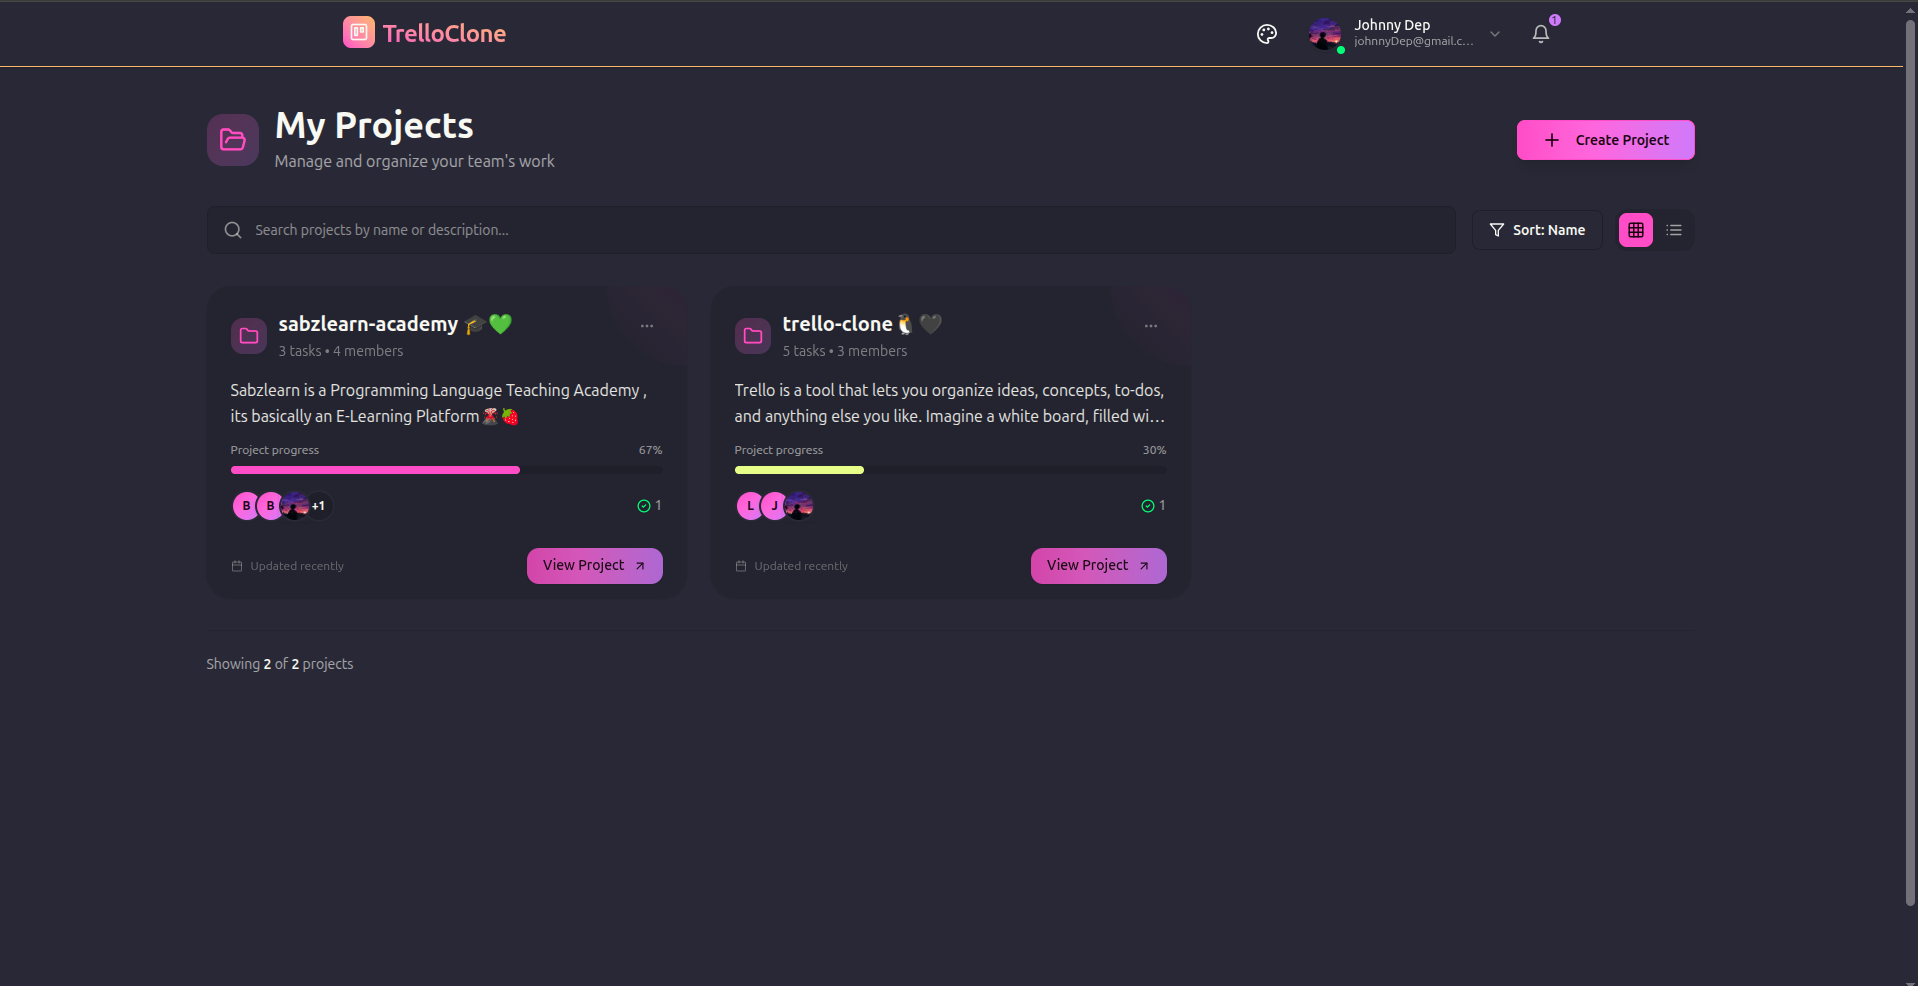 TrelloClone
Johnny Dep
johnnyDep@gmail.c...
1
My Projects
Manage and organize your team's work
Create Project
Search projects by name or description...
Sort: Name
sabzlearn-academy 🎓💚
3 tasks • 4 members
Sabzlearn is a Programming Language Teaching Academy ,
its basically an E-Learning Platform🌋🍓
Project progress 67%
B B +1 1
Updated recently
View Project
trello-clone🐧🖤
5 tasks • 3 members
Trello is a tool that lets you organize ideas, concepts, to-dos,
and anything else you like. Imagine a white board, filled wi...
Project progress 30%
L J 1
Updated recently
View Project
Showing 2 of 2 projects